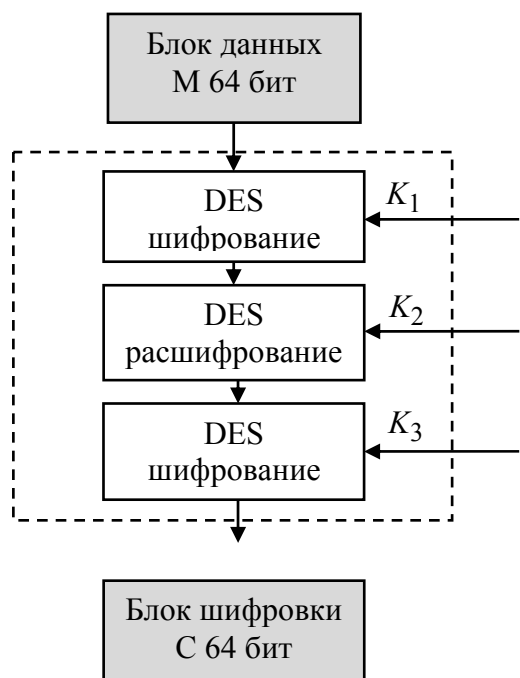 Блок данных
М 64 бит
DES
шифрование
K1
DES
расшифрование
K2
DES
шифрование
K3
Блок шифровки
С 64 бит